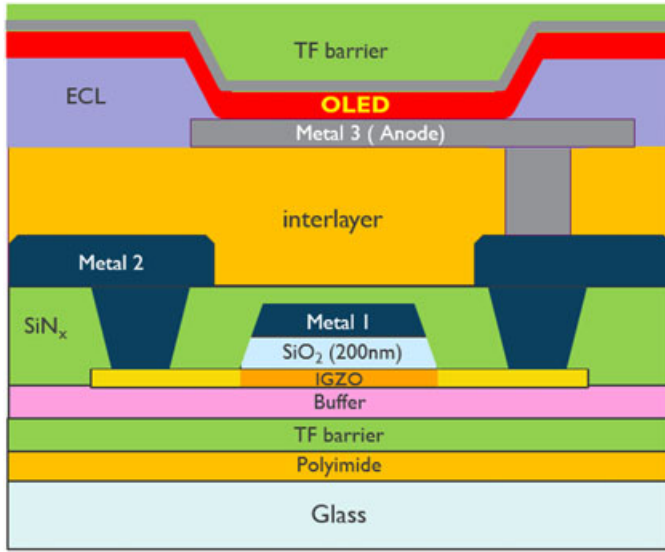 TF barrier
ECL
OLED
Metal 3 ( Anode)
interlayer
Metal 2
SiNₓ
Metal 1
SiO₂ (200nm)
IGZO
Buffer
TF barrier
Polyimide
Glass